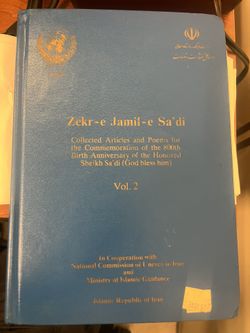 Zekr-e Jamil-e Sa'di
Collected Articles and Poems for
the Commemoration of the 800th
Birth Anniversary of the Honored
Sheikh Sa'di (God bless him)
Vol. 2
In Cooperation with
National Commission of Unesco in Iran
and
Ministry of Islamic Guidance
Islamic Republic of Iran